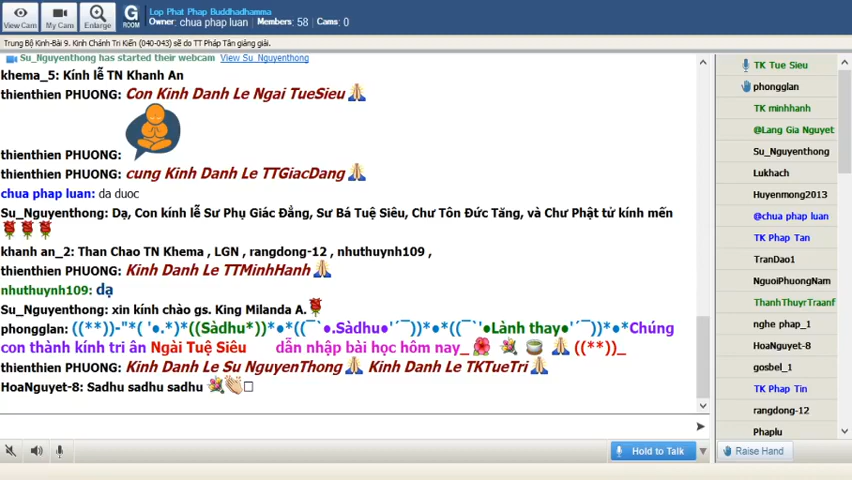 View Cam
My Cam
Enlarge
G
ROOM
Lop Phat Phap Buddhadhamma
Owner: chua phap luan Members: 58 Cams: 0
Trung Bộ Kinh-Bài 9. Kinh Chánh Tri Kiến (040-043) sẽ do TT Pháp Tân giảng giải.
Su_Nguyenthong has started their webcam View Su_Nguyenthong
khema_5: Kính lễ TN Khanh An
thienthien PHUONG: Con Kinh Danh Le Ngai TueSieu
thienthien PHUONG:
thienthien PHUONG: cung Kinh Danh Le TTGiacDang
chua phap luan: da duoc
Su_Nguyenthong: Dạ, Con kính lễ Sư Phụ Giác Đẳng, Sư Bá Tuệ Siêu, Chư Tôn Đức Tăng, và Chư Phật tử kính mến
khanh an_2: Than Chao TN Khema , LGN , rangdong-12 , nhuthuynh109 ,
thienthien PHUONG: Kinh Danh Le TTMinhHanh
nhuthuynh109: dạ
Su_Nguyenthong: xin kính chào gs. King Milanda A.
phongglan: ((**))-"*( '●.*)*((Sàdhu*))*●*((¯`●.Sàdhu●'´¯))*●*((¯`'●Lành thay●'´¯))*●*Chúng
con thành kính tri ân Ngài Tuệ Siêu dẫn nhập bài học hôm nay_ ((**))_
thienthien PHUONG: Kinh Danh Le Su NguyenThong Kinh Danh Le TKTueTri
HoaNguyet-8: Sadhu sadhu sadhu
Hold to Talk
TK Tue Sieu
phongglan
TK minhhanh
@Lang Gia Nguyet
Su_Nguyenthong
Lukhach
Huyenmong2013
@chua phap luan
TK Phap Tan
TranDao1
NguoiPhuongNam
ThanhThuyrTraanf
nghe phap_1
HoaNguyet-8
gosbel_1
TK Phap Tin
rangdong-12
Phaplu
Raise Hand